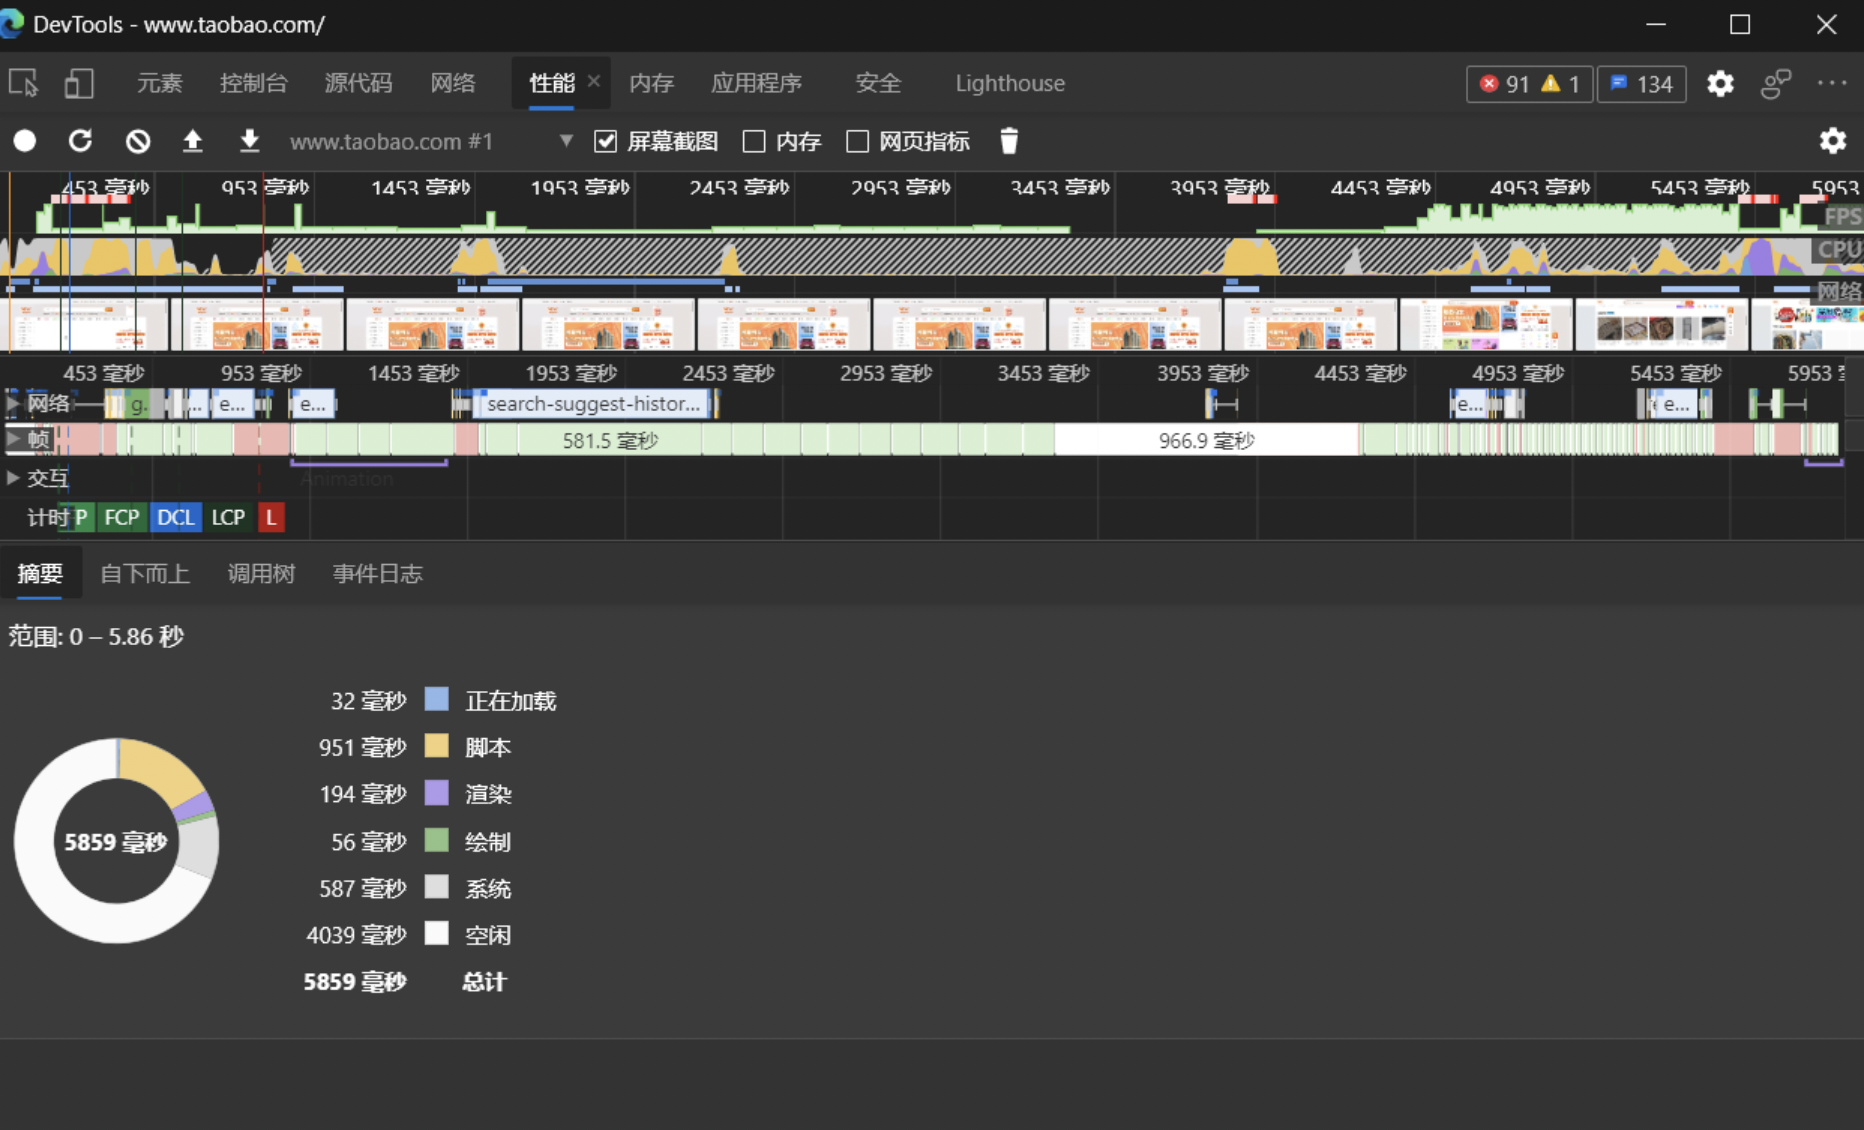 DevTools - www.taobao.com/
元素 控制台 源代码 网络 性能 × 内存 应用程序 安全 Lighthouse 91 1 134
www.taobao.com #1 屏幕截图 内存 网页指标
453 毫秒 953 毫秒 1453 毫秒 1953 毫秒 2453 毫秒 2953 毫秒 3453 毫秒 3953 毫秒 4453 毫秒 4953 毫秒 5453 毫秒 5953
FPS
CPU
网络
453 毫秒 953 毫秒 1453 毫秒 1953 毫秒 2453 毫秒 2953 毫秒 3453 毫秒 3953 毫秒 4453 毫秒 4953 毫秒 5453 毫秒 5953
网络 g. ... e... e... search-suggest-histor... e... e...
帧 581.5 毫秒 966.9 毫秒
交互 Animation
计时 P FCP DCL LCP L
摘要 自下而上 调用树 事件日志
范围: 0 – 5.86 秒
32 毫秒 正在加载
951 毫秒 脚本
194 毫秒 渲染
5859 毫秒
56 毫秒 绘制
587 毫秒 系统
4039 毫秒 空闲
5859 毫秒 总计